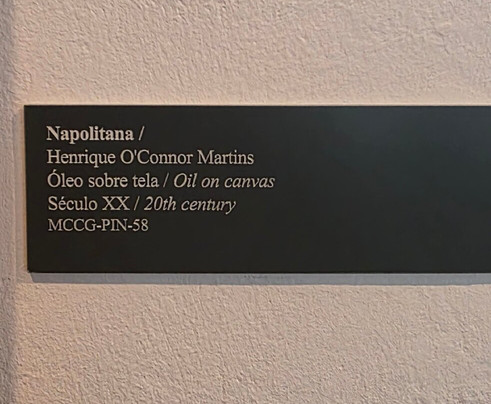 Napolitana /
Henrique O'Connor Martins
Óleo sobre tela / Oil on canvas
Século XX / 20th century
MCCG-PIN-58